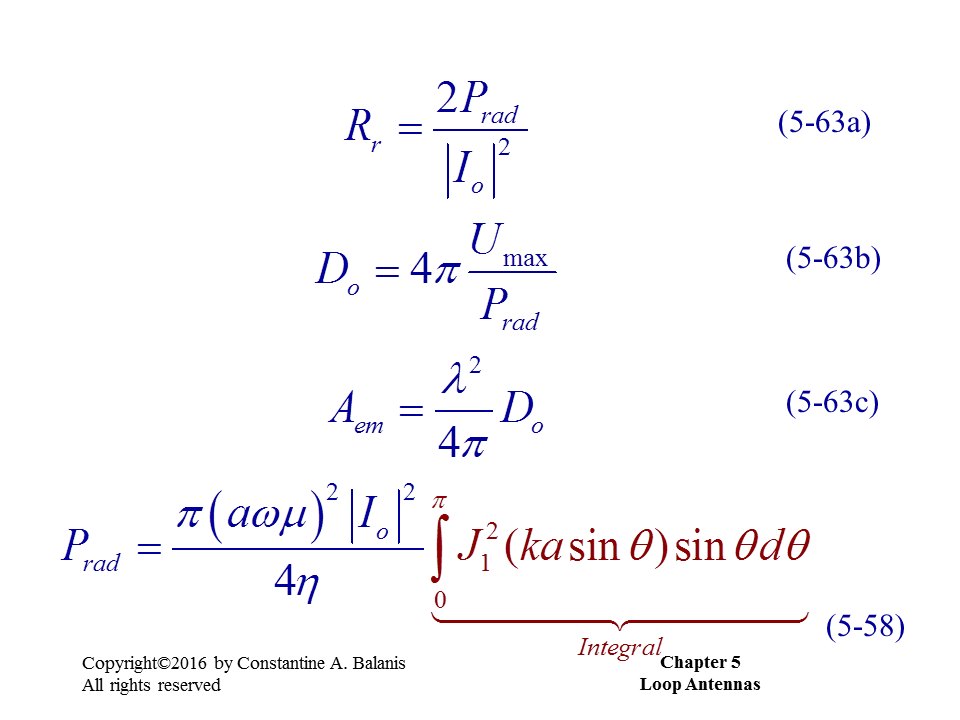 R_r = 2P_rad / |I_o|^2 (5-63a)
D_o = 4π U_max / P_rad (5-63b)
A_em = λ^2 / 4π D_o (5-63c)
P_rad = π(aωμ)^2 |I_o|^2 / 4η ∫_0^π J_1^2 (ka sin θ) sin θ dθ
Integral
(5-58)
Copyright©2016 by Constantine A. Balanis
All rights reserved
Chapter 5
Loop Antennas